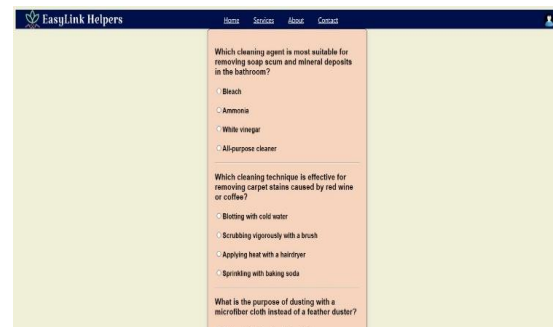 EasyLink Helpers
Home Services About Contact
Which cleaning agent is most suitable for
removing soap scum and mineral deposits
in the bathroom?
Bleach
Ammonia
White vinegar
All-purpose cleaner
Which cleaning technique is effective for
removing carpet stains caused by red wine
or coffee?
Blotting with cold water
Scrubbing vigorously with a brush
Applying heat with a hairdryer
Sprinkling with baking soda
What is the purpose of dusting with a
microfiber cloth instead of a feather duster?